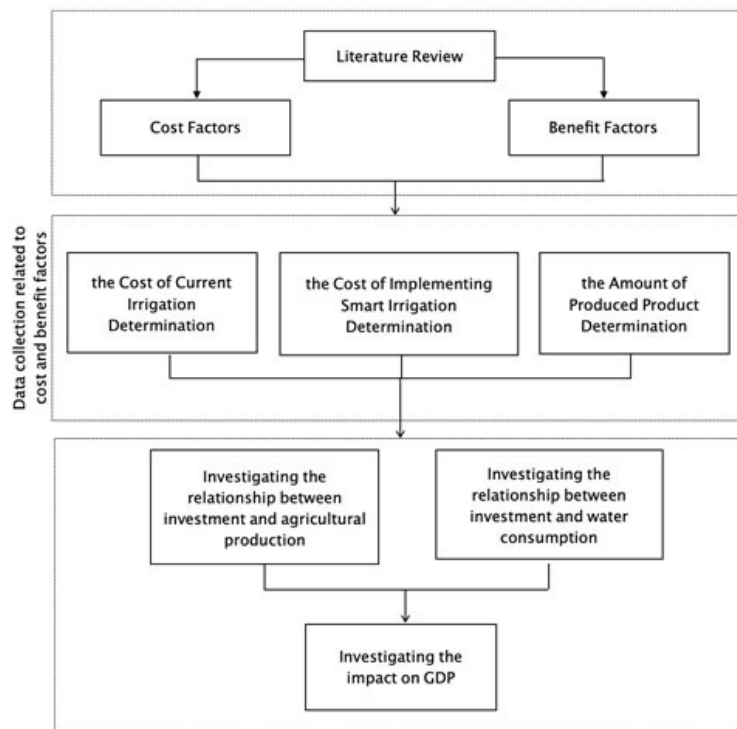 Literature Review
Cost Factors
Benefit Factors
Data collection related to
cost and benefit factors
the Cost of Current
Irrigation
Determination
the Cost of Implementing
Smart Irrigation
Determination
the Amount of
Produced Product
Determination
Investigating the
relationship between
investment and agricultural
production
Investigating the
relationship between
investment and water
consumption
Investigating the
impact on GDP